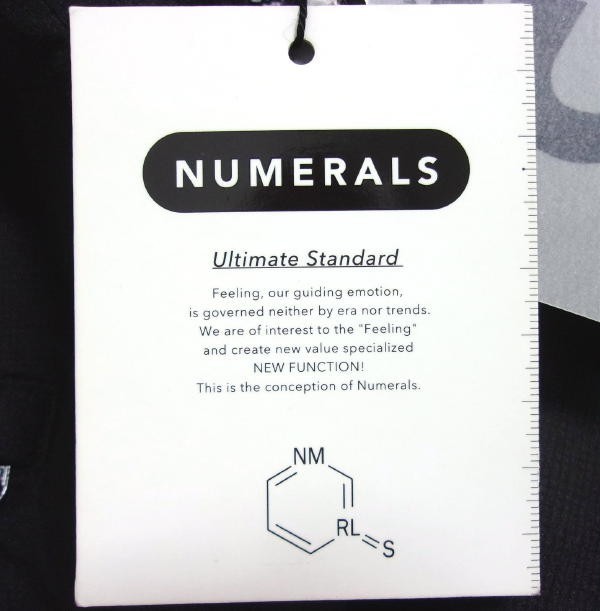 NUMERALS
Ultimate Standard
Feeling, our guiding emotion,
is governed neither by era nor trends.
We are of interest to the "Feeling"
and create new value specialized
NEW FUNCTION!
This is the conception of Numerals.
NM
RL
S